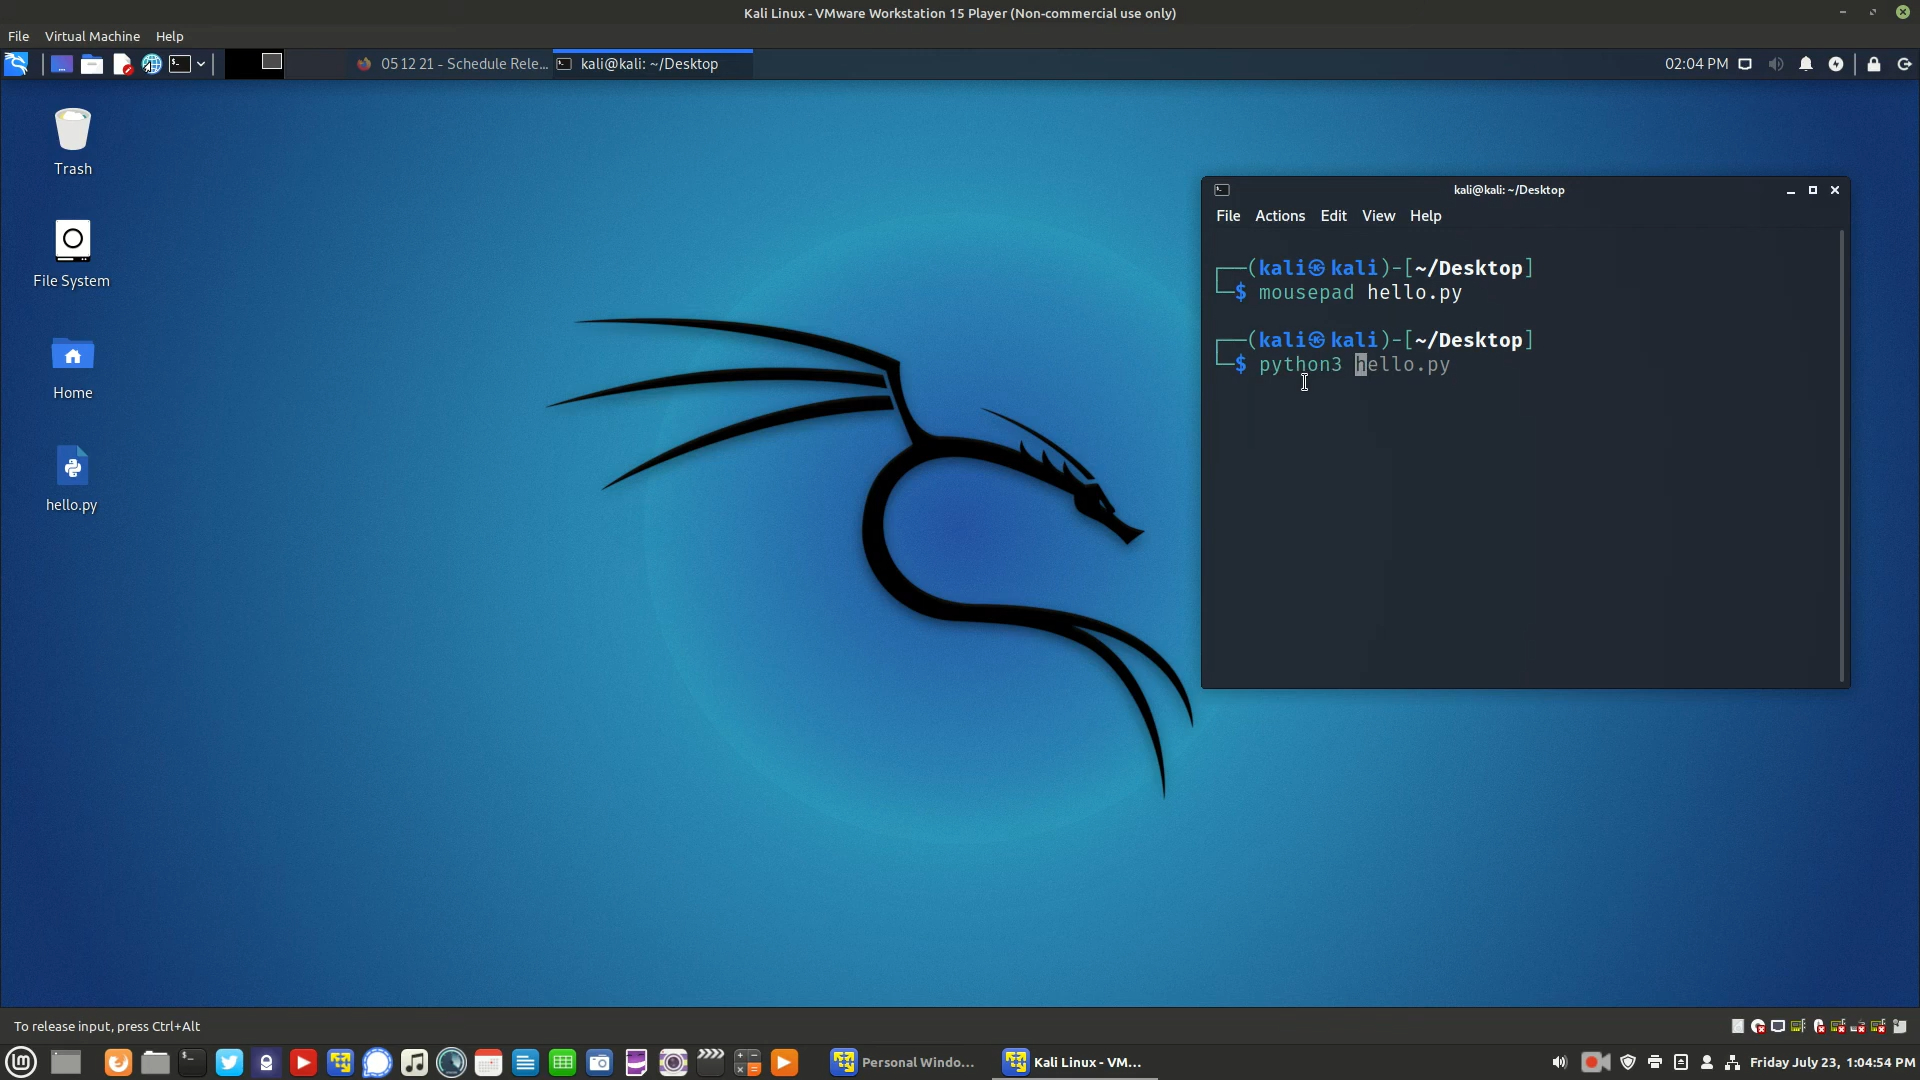 Kali Linux - VMware Workstation 15 Player (Non-commercial use only)
File Virtual Machine Help
05 12 21 - Schedule Rele...
kali@kali: ~/Desktop
02:04 PM
Trash
File System
Home
hello.py
kali@kali: ~/Desktop
File Actions Edit View Help
┌──(kali㉿kali)-[~/Desktop]
└─$ mousepad hello.py
┌──(kali㉿kali)-[~/Desktop]
└─$ python3 hello.py
To release input, press Ctrl+Alt
Personal Windo...
Kali Linux - VM...
Friday July 23, 1:04:54 PM